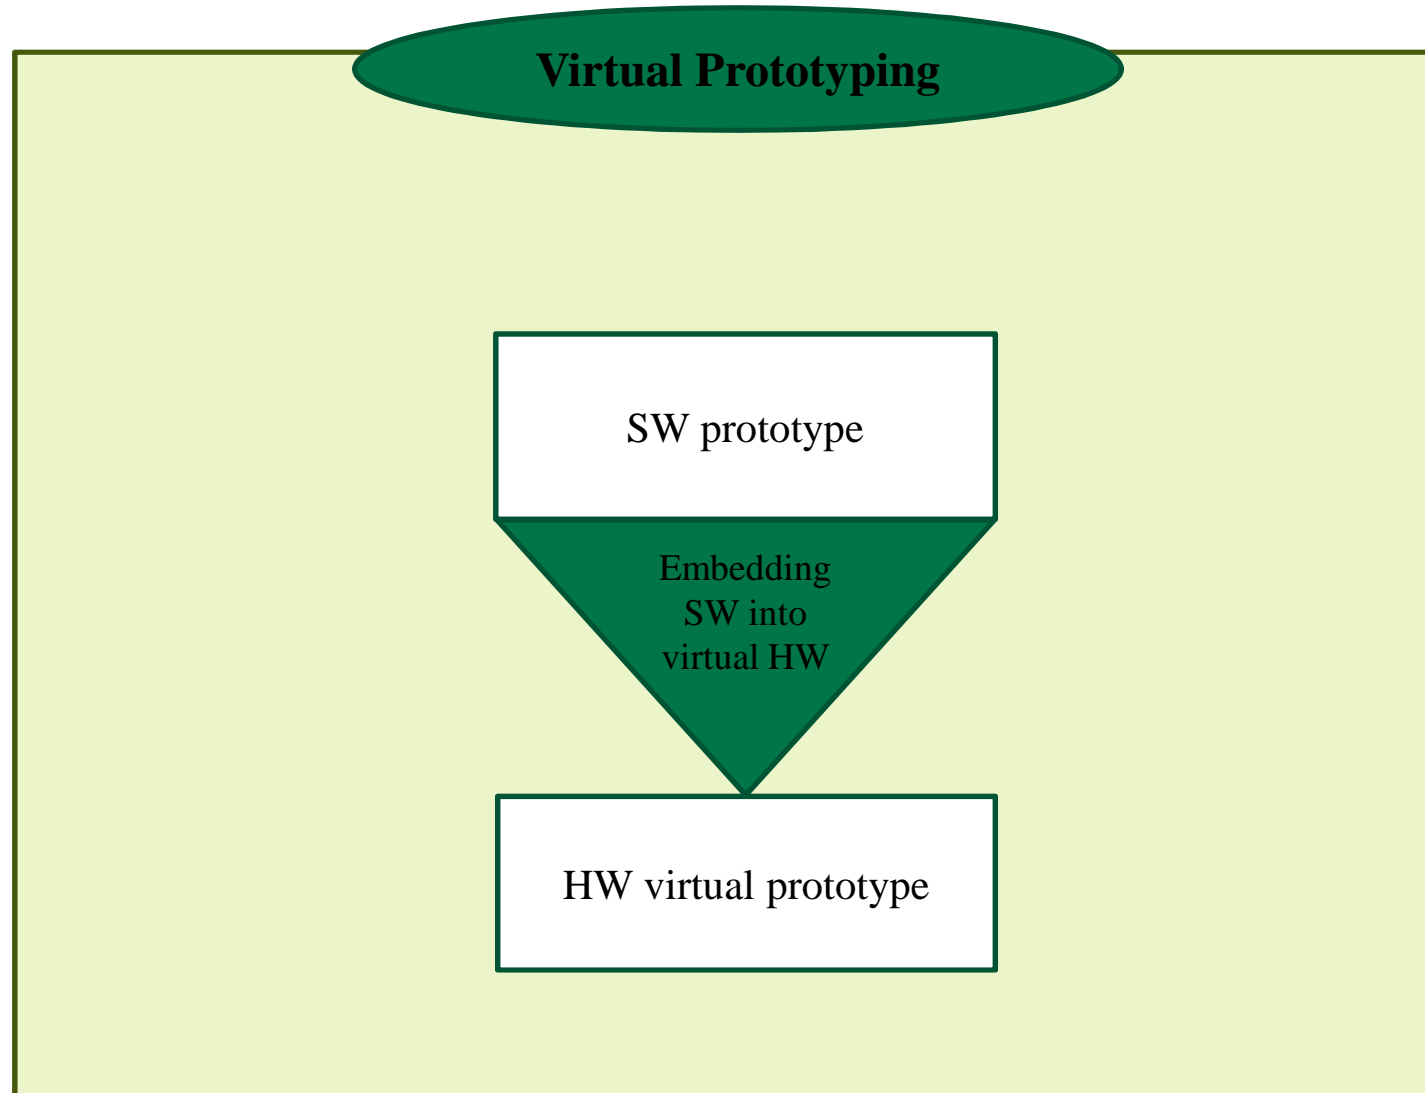 Virtual Prototyping
SW prototype
Embedding
SW into
virtual HW
HW virtual prototype